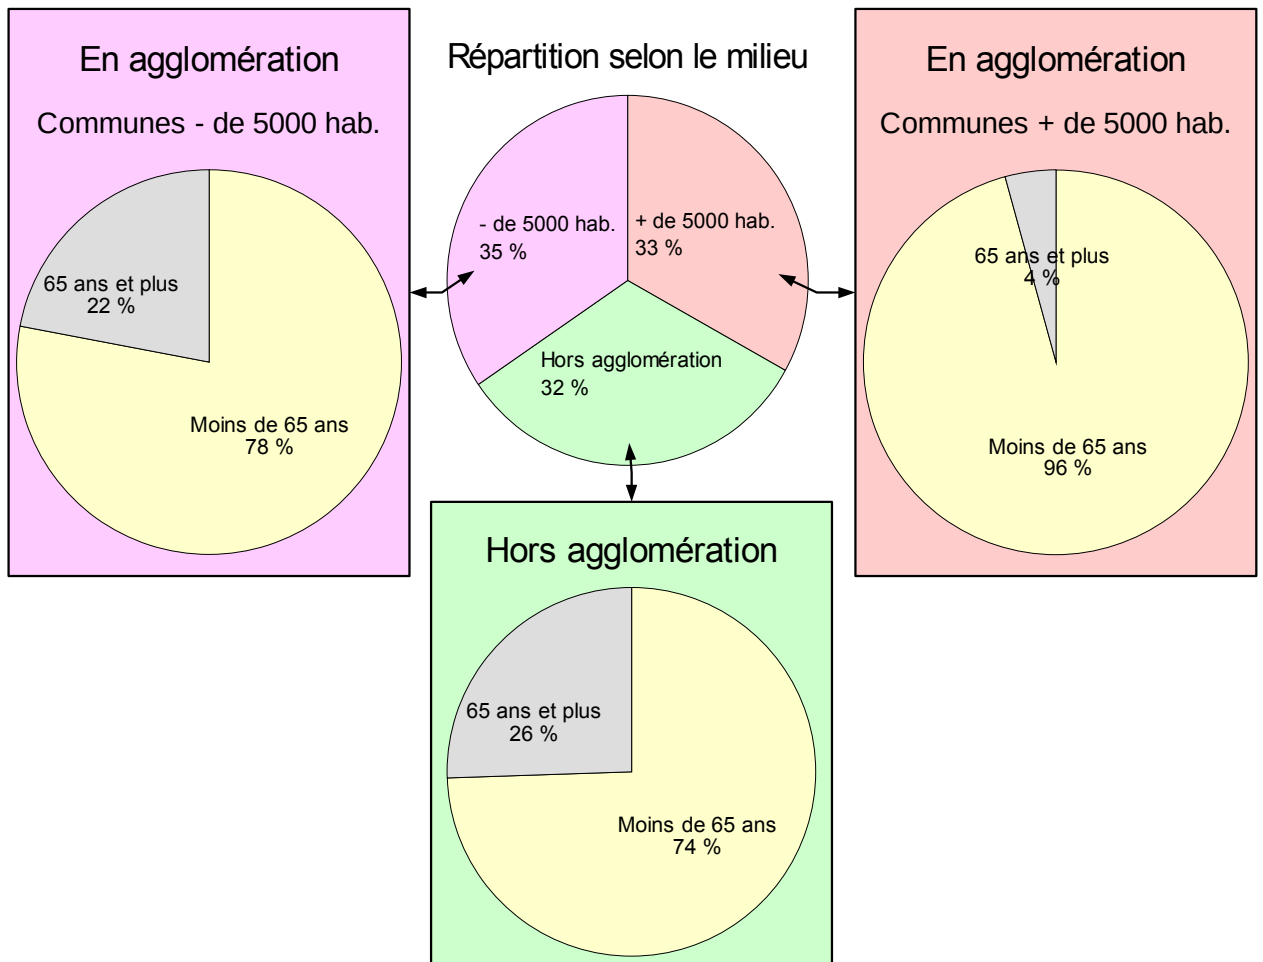 En agglomération
Communes - de 5000 hab.
65 ans et plus
22 %
Moins de 65 ans
78 %
Répartition selon le milieu
- de 5000 hab.
35 %
+ de 5000 hab.
33 %
Hors agglomération
32 %
En agglomération
Communes + de 5000 hab.
65 ans et plus
4 %
Moins de 65 ans
96 %
Hors agglomération
65 ans et plus
26 %
Moins de 65 ans
74 %